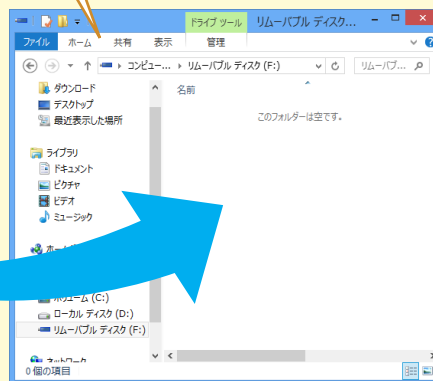 ドライブ ツール
リムーバブル ディスク...
ファイル
ホーム
共有
表示
管理
コンピュー...
リムーバブル ディスク (F:)
リムーバブ...
ダウンロード
デスクトップ
最近表示した場所
ライブラリ
ドキュメント
ピクチャ
ビデオ
ミュージック
(C:)
ローカル ディスク (D:)
リムーバブル ディスク (F:)
名前
このフォルダーは空です。
0 個の項目